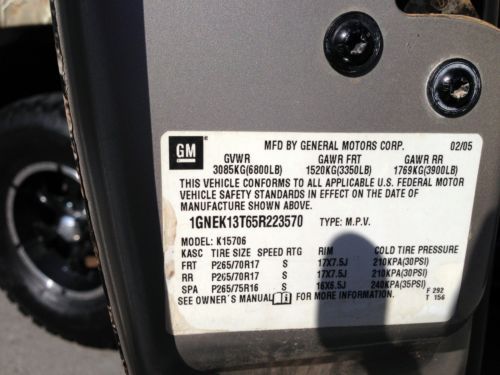 GM
MFD BY GENERAL MOTORS CORP. 02/05
GVWR GAWR FRT GAWR RR
3085KG(6800LB) 1520KG(3350LB) 1769KG(3900LB)
THIS VEHICLE CONFORMS TO ALL APPLICABLE U.S. FEDERAL MOTOR
VEHICLE SAFETY STANDARDS IN EFFECT ON THE DATE OF
MANUFACTURE SHOWN ABOVE.
1GNEK13T65R223570 TYPE: M.P.V.
MODEL: K15706
KASC TIRE SIZE SPEED RTG RIM COLD TIRE PRESSURE
FRT P265/70R17 S 17X7.5J 210KPA(30PSI)
RR P265/70R17 S 17X7.5J 210KPA(30PSI)
SPA P265/75R16 S 16X6.5J 240KPA(35PSI)
SEE OWNER'S MANUAL FOR MORE INFORMATION.
F 292
T 156